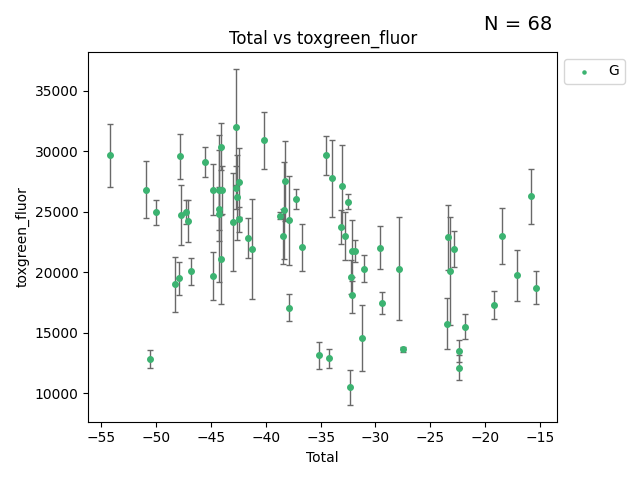 N = 68
Total vs toxgreen_fluor
G
toxgreen_fluor
35000
30000
25000
20000
15000
10000
−55 −50 −45 −40 −35 −30 −25 −20 −15
Total